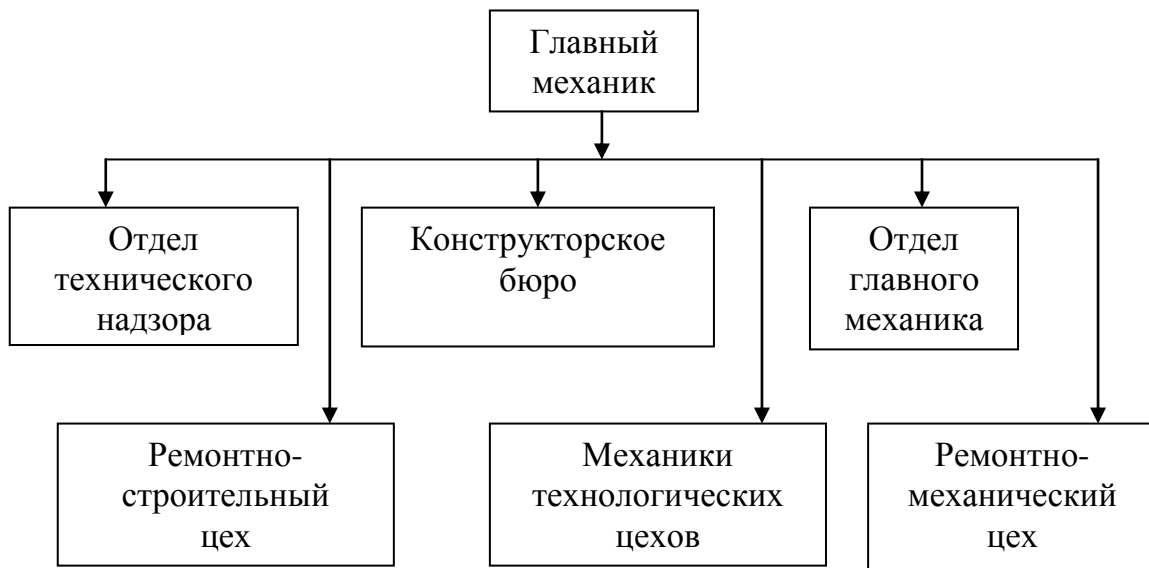 Главный
механик
Отдел
технического
надзора
Конструкторское
бюро
Отдел
главного
механика
Ремонтно-
строительный
цех
Механики
технологических
цехов
Ремонтно-
механический
цех